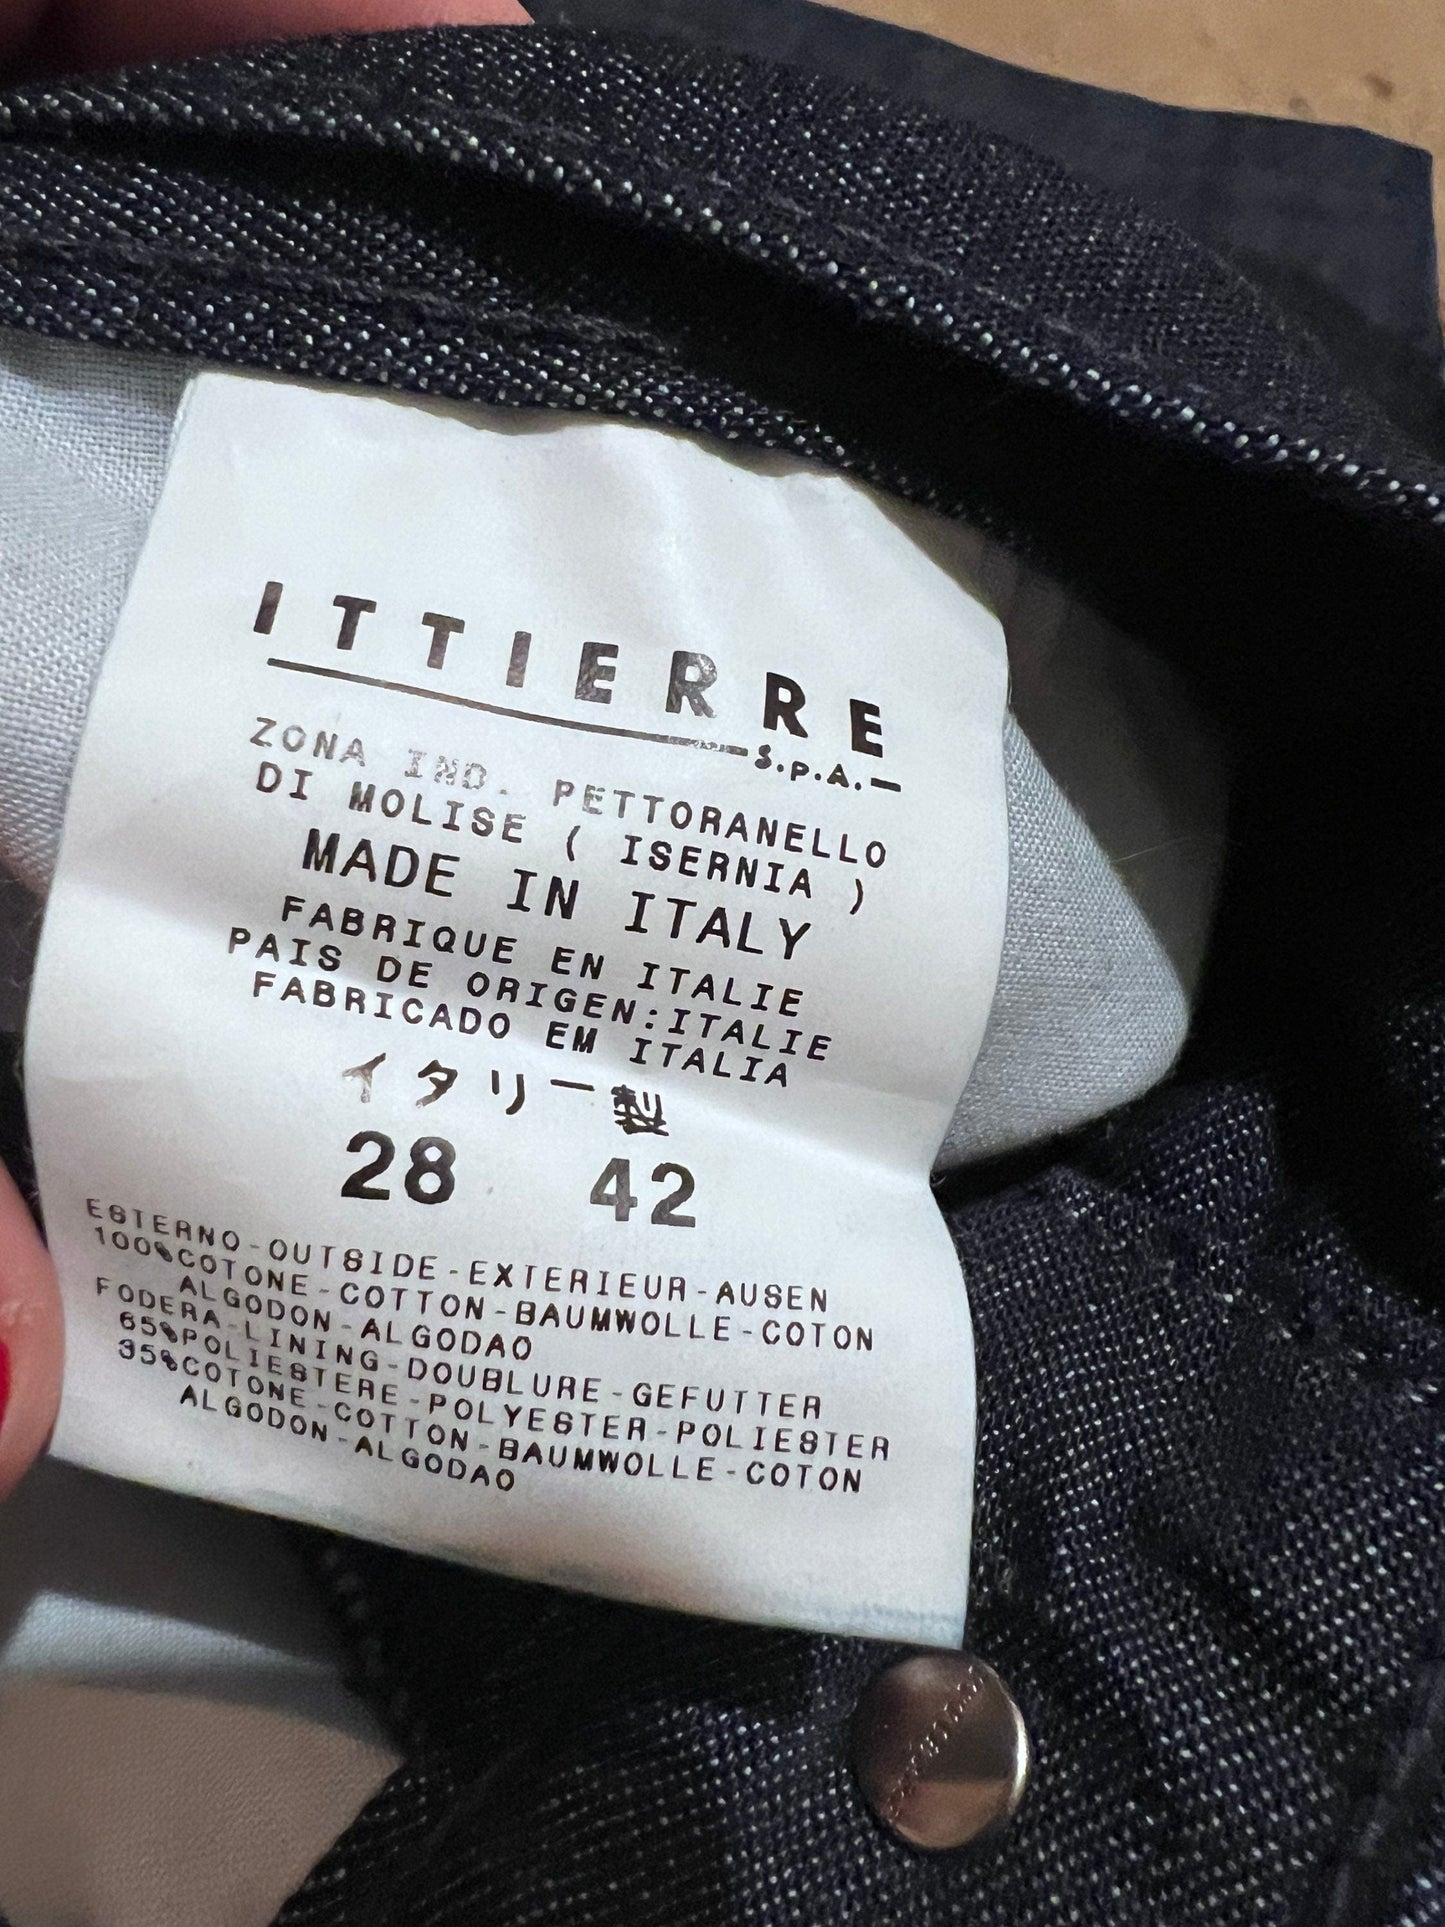 ITTIERRE
S.p.A.
ZONA IND. PETTORANELLO
DI MOLISE ( ISERNIA )
MADE IN ITALY
FABRIQUE EN ITALIE
PAIS DE ORIGEN:ITALIE
FABRICADO EM ITALIA
イタリー製
28 42
ESTERNO-OUTSIDE-EXTERIEUR-AUSEN
100%COTONE-COTTON-BAUMWOLLE-COTON
ALGODON-ALGODAO
FODERA-LINING-DOUBLURE-GEFUTTER
65%POLIESTERE-POLYESTER-POLIESTER
35%COTONE-COTTON-BAUMWOLLE-COTON
ALGODON-ALGODAO